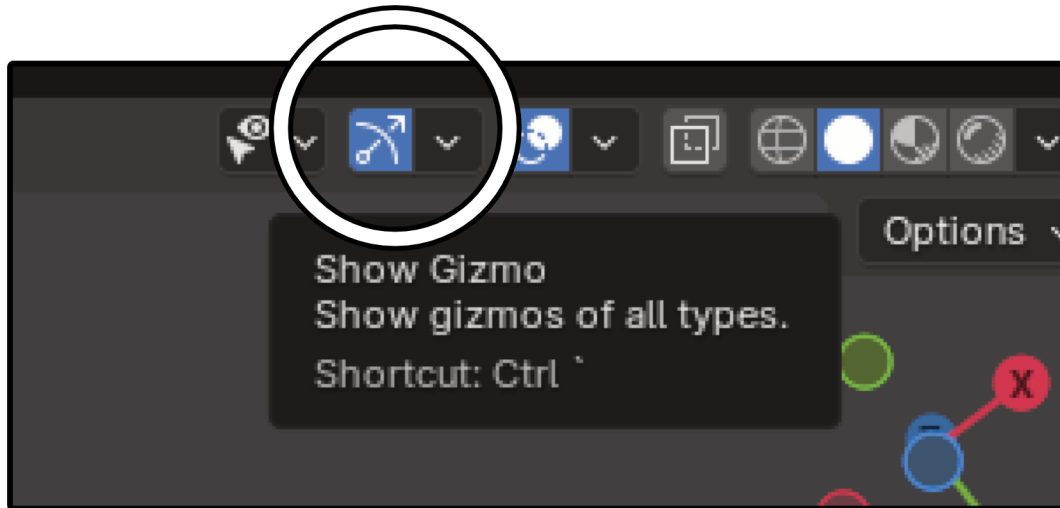 Options
Show Gizmo
Show gizmos of all types.
Shortcut: Ctrl `
X